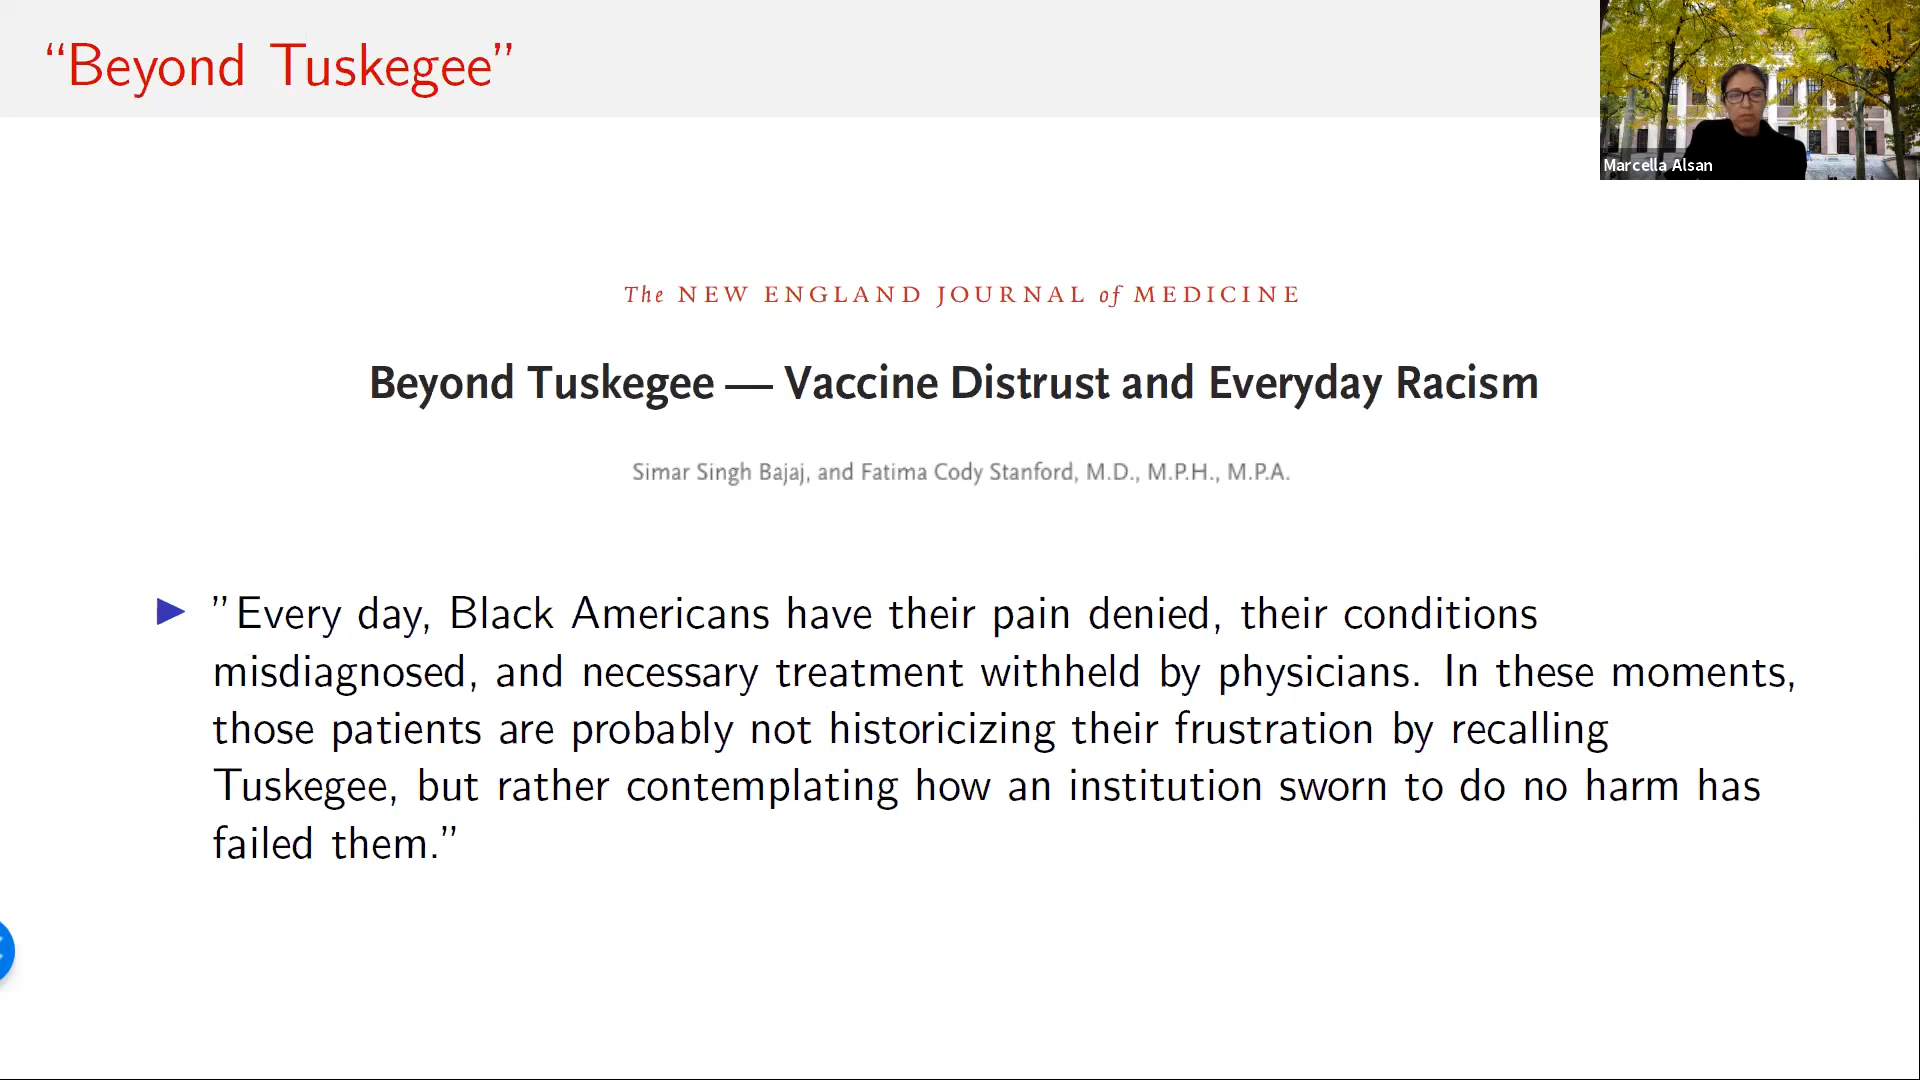 “Beyond Tuskegee”
Marcella Alsan
The NEW ENGLAND JOURNAL of MEDICINE
Beyond Tuskegee — Vaccine Distrust and Everyday Racism
Simar Singh Bajaj, and Fatima Cody Stanford, M.D., M.P.H., M.P.A.
”Every day, Black Americans have their pain denied, their conditions
misdiagnosed, and necessary treatment withheld by physicians. In these moments,
those patients are probably not historicizing their frustration by recalling
Tuskegee, but rather contemplating how an institution sworn to do no harm has
failed them.”